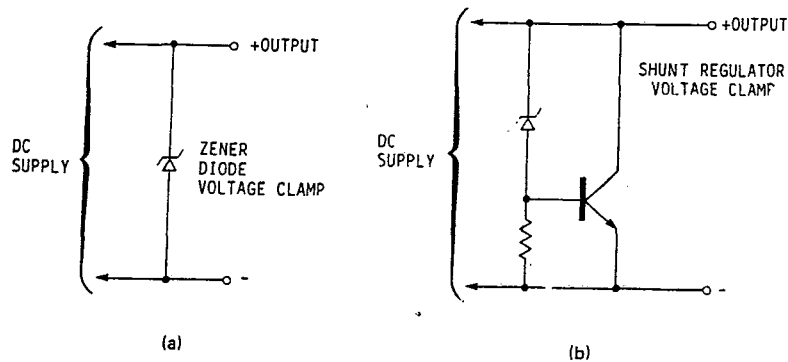 +OUTPUT
DC
SUPPLY
ZENER
DIODE
VOLTAGE CLAMP
-
(a)
+OUTPUT
SHUNT REGULATOR
VOLTAGE CLAMP
DC
SUPPLY
-
(b)